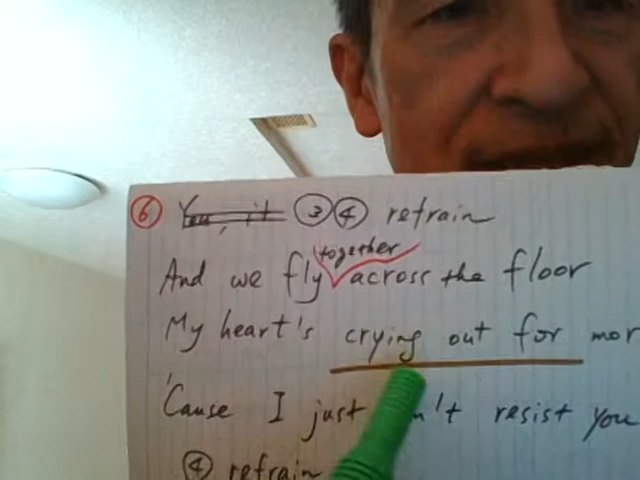 ⑥ You, it ③ ④ refrain
together
And we fly across the floor
My heart's crying out for mor
'Cause I just n't resist you
④ refrain